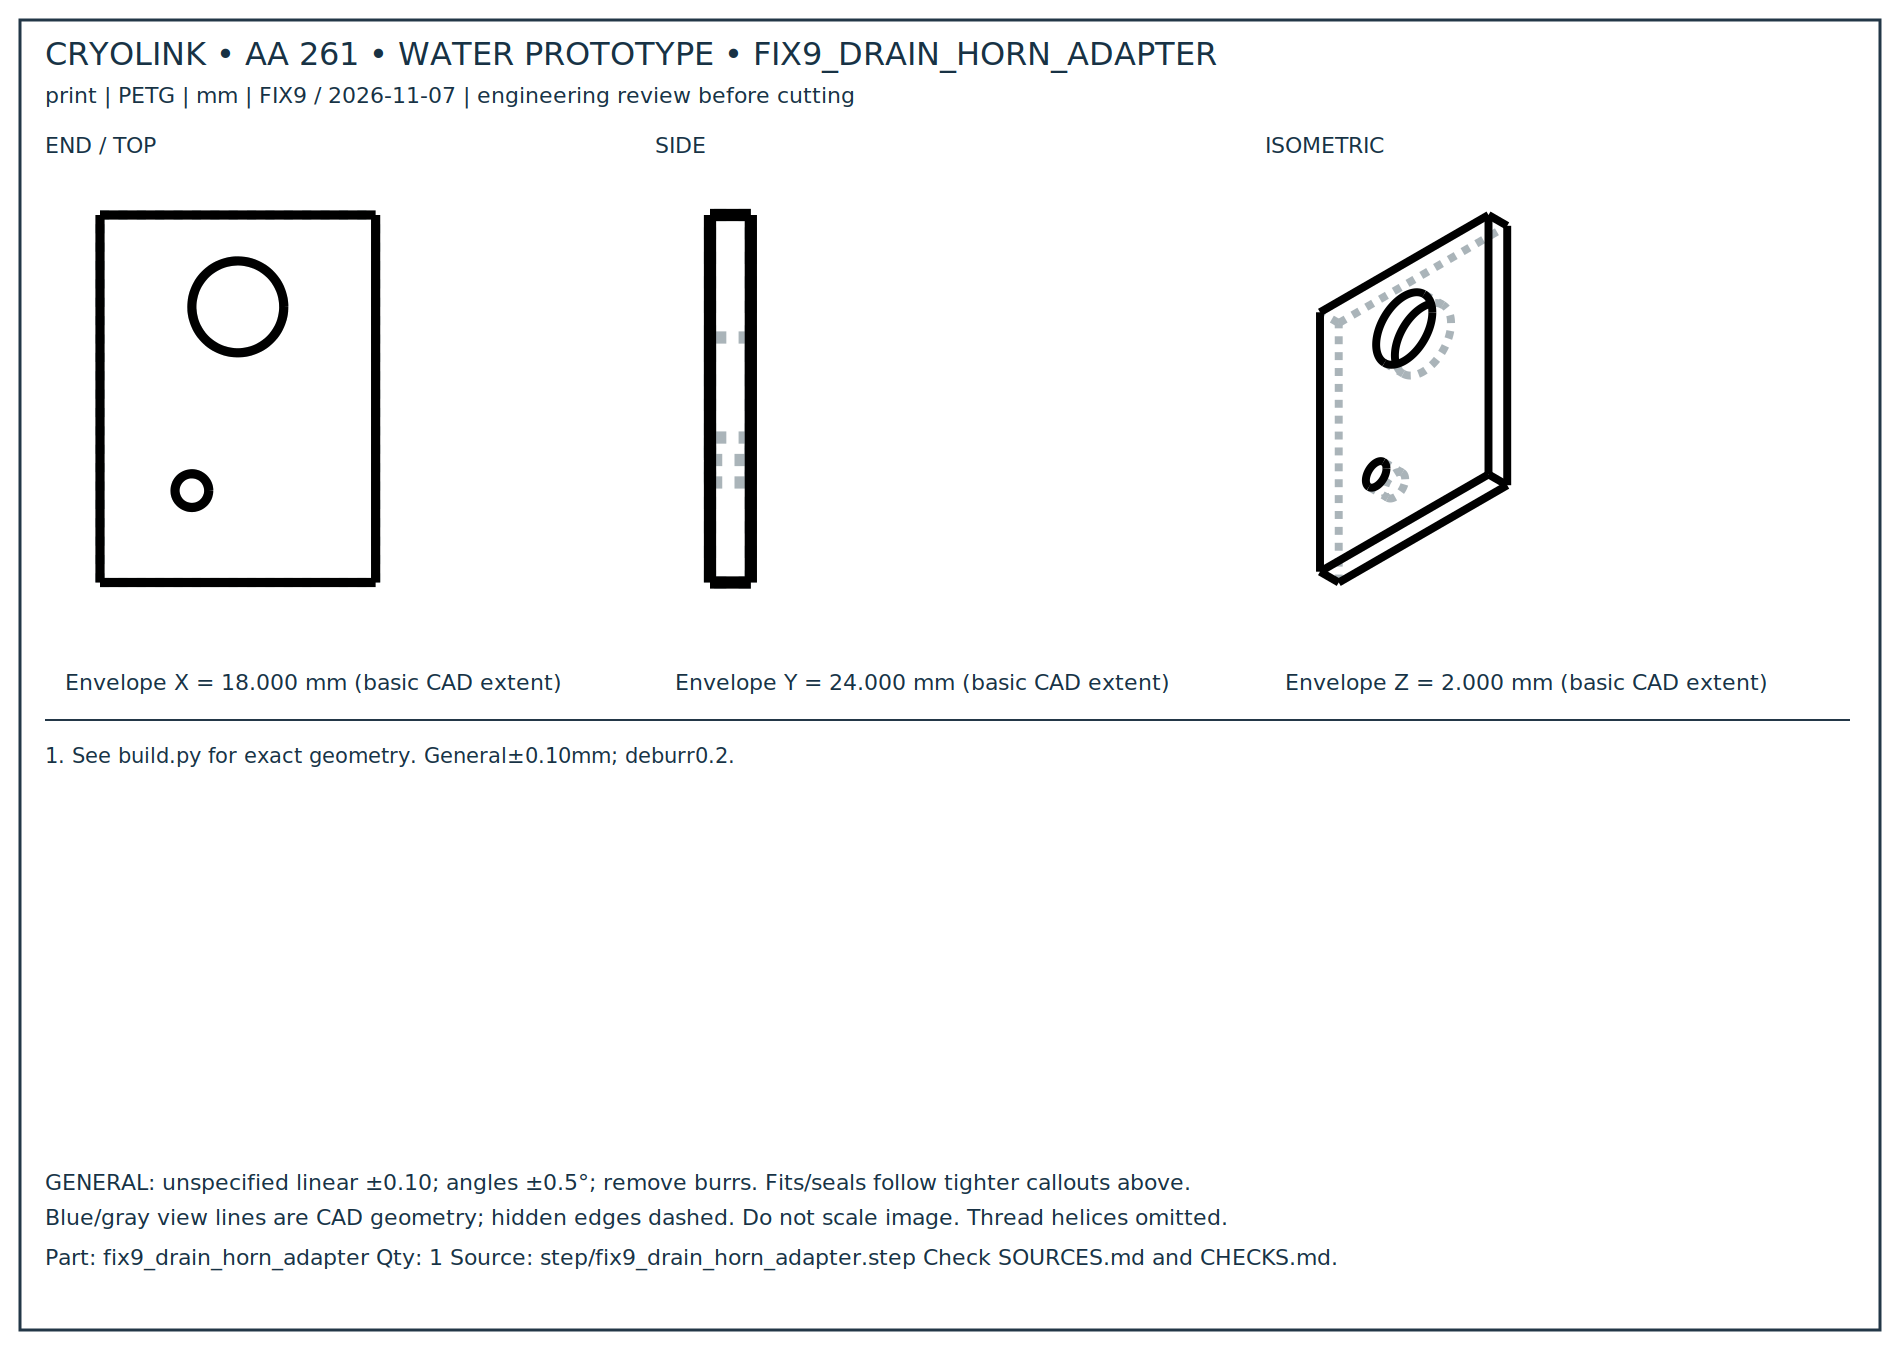 CRYOLINK • AA 261 • WATER PROTOTYPE • FIX9_DRAIN_HORN_ADAPTER
print | PETG | mm | FIX9 / 2026-11-07 | engineering review before cutting
END / TOP
SIDE
ISOMETRIC
Envelope X = 18.000 mm (basic CAD extent)
Envelope Y = 24.000 mm (basic CAD extent)
Envelope Z = 2.000 mm (basic CAD extent)
1. See build.py for exact geometry. General±0.10mm; deburr0.2.
GENERAL: unspecified linear ±0.10; angles ±0.5°; remove burrs. Fits/seals follow tighter callouts above.
Blue/gray view lines are CAD geometry; hidden edges dashed. Do not scale image. Thread helices omitted.
Part: fix9_drain_horn_adapter Qty: 1 Source: step/fix9_drain_horn_adapter.step Check SOURCES.md and CHECKS.md.